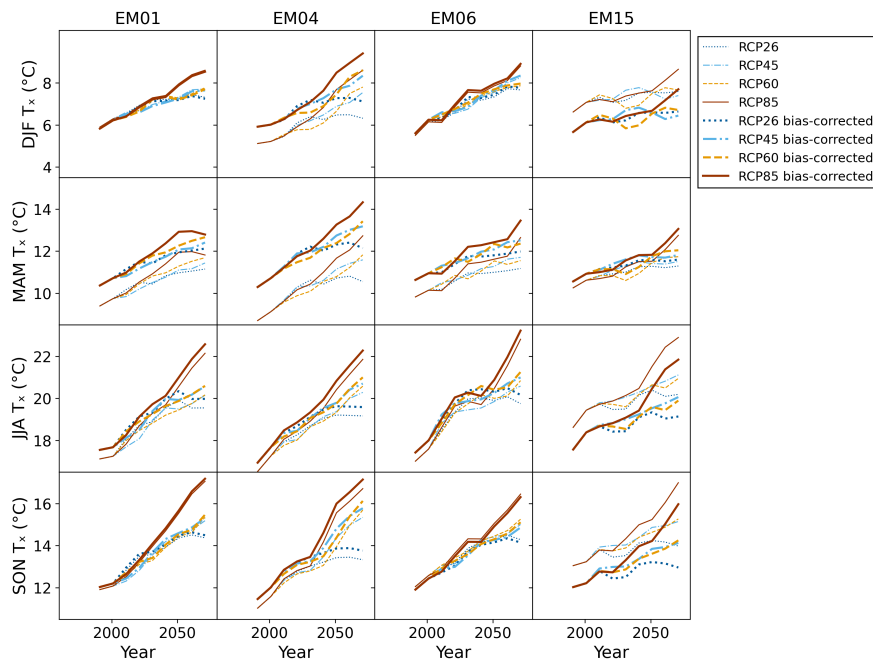 EM01 EM04 EM06 EM15
RCP26
RCP45
RCP60
RCP85
RCP26 bias-corrected
RCP45 bias-corrected
RCP60 bias-corrected
RCP85 bias-corrected
DJF Tₓ (°C)
8
6
4
MAM Tₓ (°C)
14
12
10
JJA Tₓ (°C)
22
20
18
SON Tₓ (°C)
16
14
12
2000 2050 2000 2050 2000 2050 2000 2050
Year Year Year Year